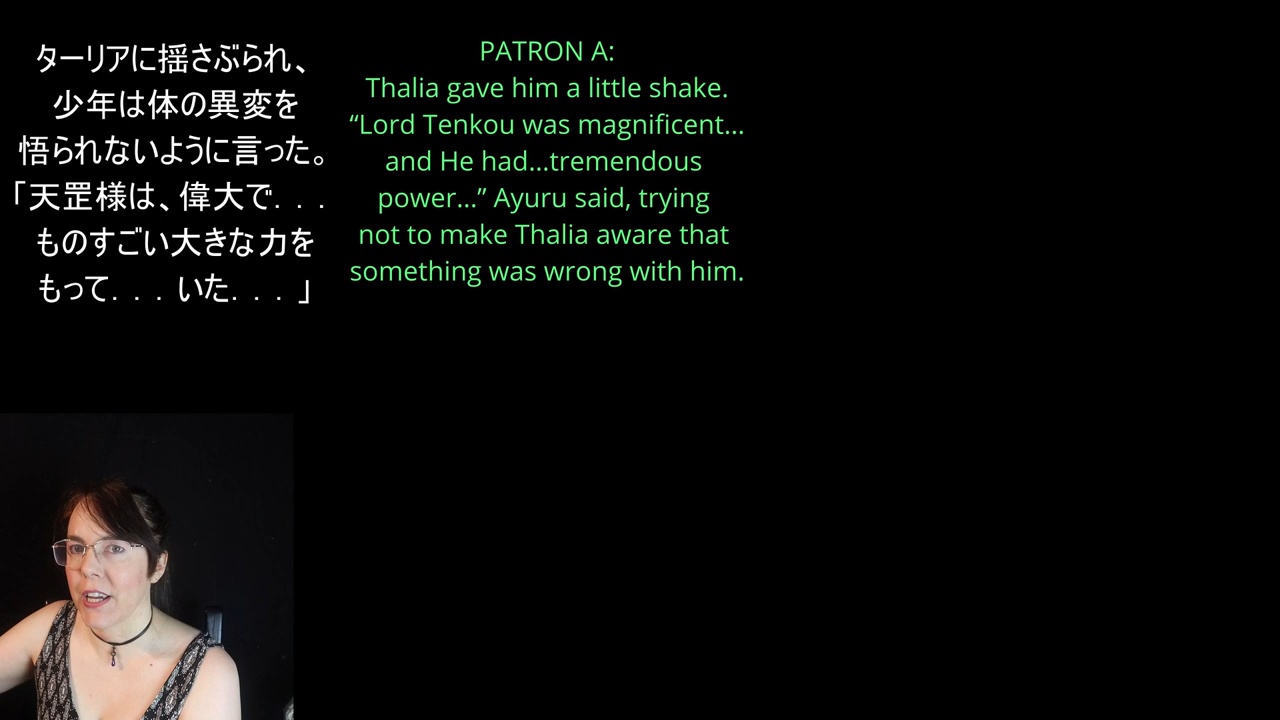 ターリアに揺さぶられ、
少年は体の異変を
悟られないように言った。
「天罡様は、偉大で...
ものすごい大きな力を
もって...いた...」
PATRON A:
Thalia gave him a little shake.
“Lord Tenkou was magnificent...
and He had...tremendous
power...” Ayuru said, trying
not to make Thalia aware that
something was wrong with him.